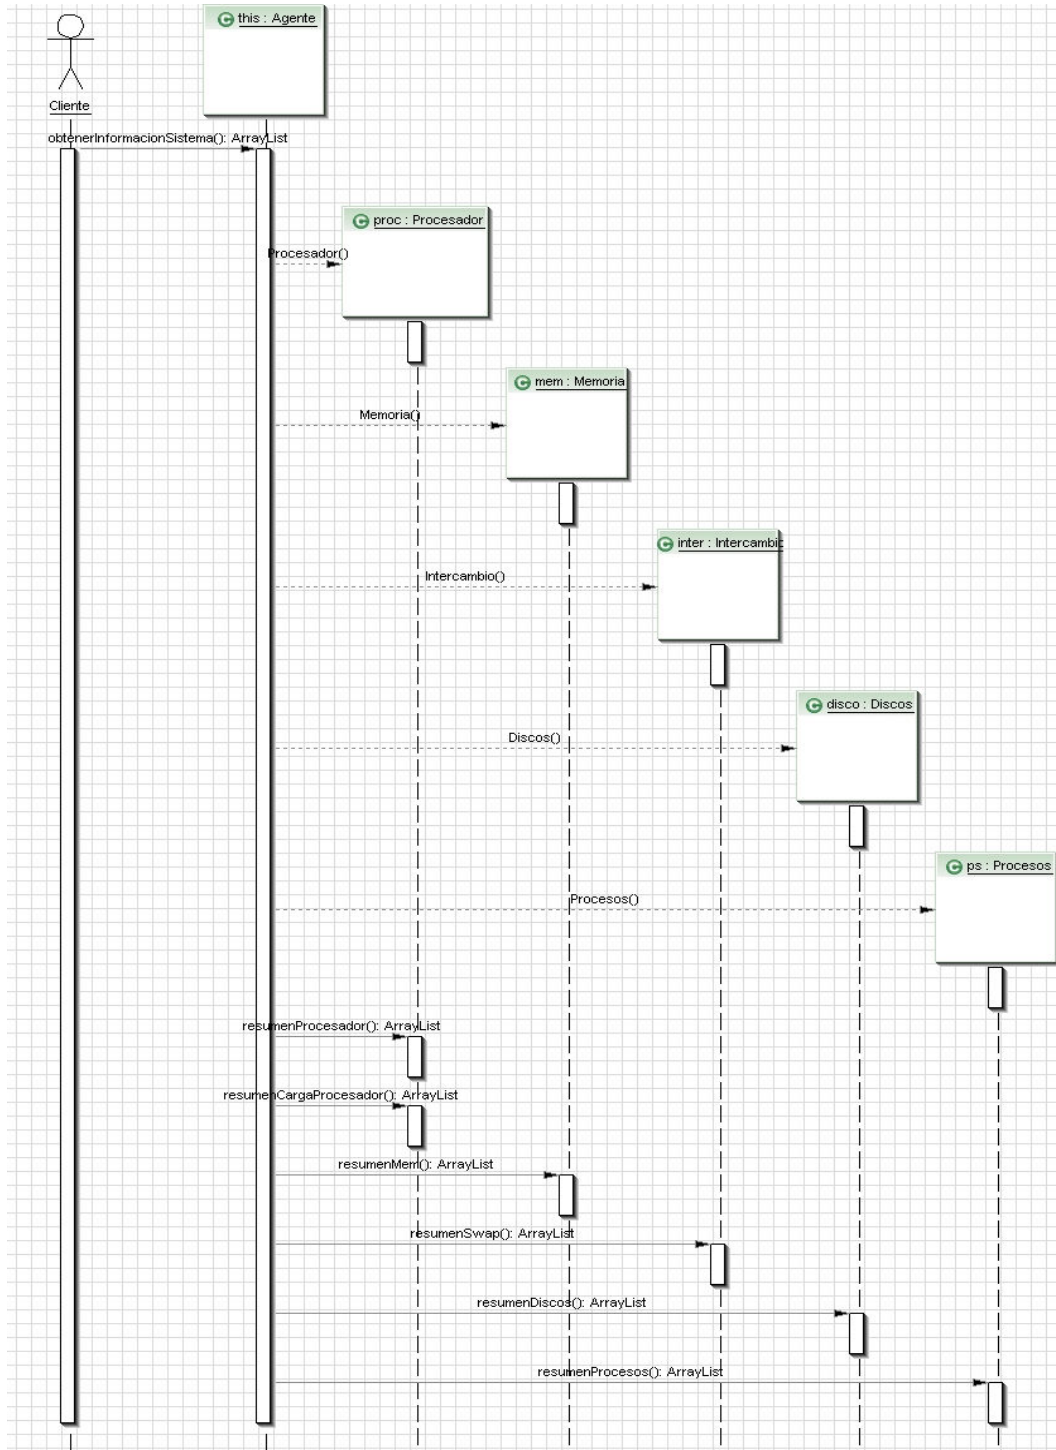 this : Agente
Cliente
obtenerInformacionSistema(): ArrayList
proc : Procesador
Procesador()
mem : Memoria
Memoria()
inter : Intercambio
Intercambio()
disco : Discos
Discos()
ps : Procesos
Procesos()
resumenProcesador(): ArrayList
resumenCargaProcesador(): ArrayList
resumenMem(): ArrayList
resumenSwap(): ArrayList
resumenDiscos(): ArrayList
resumenProcesos(): ArrayList